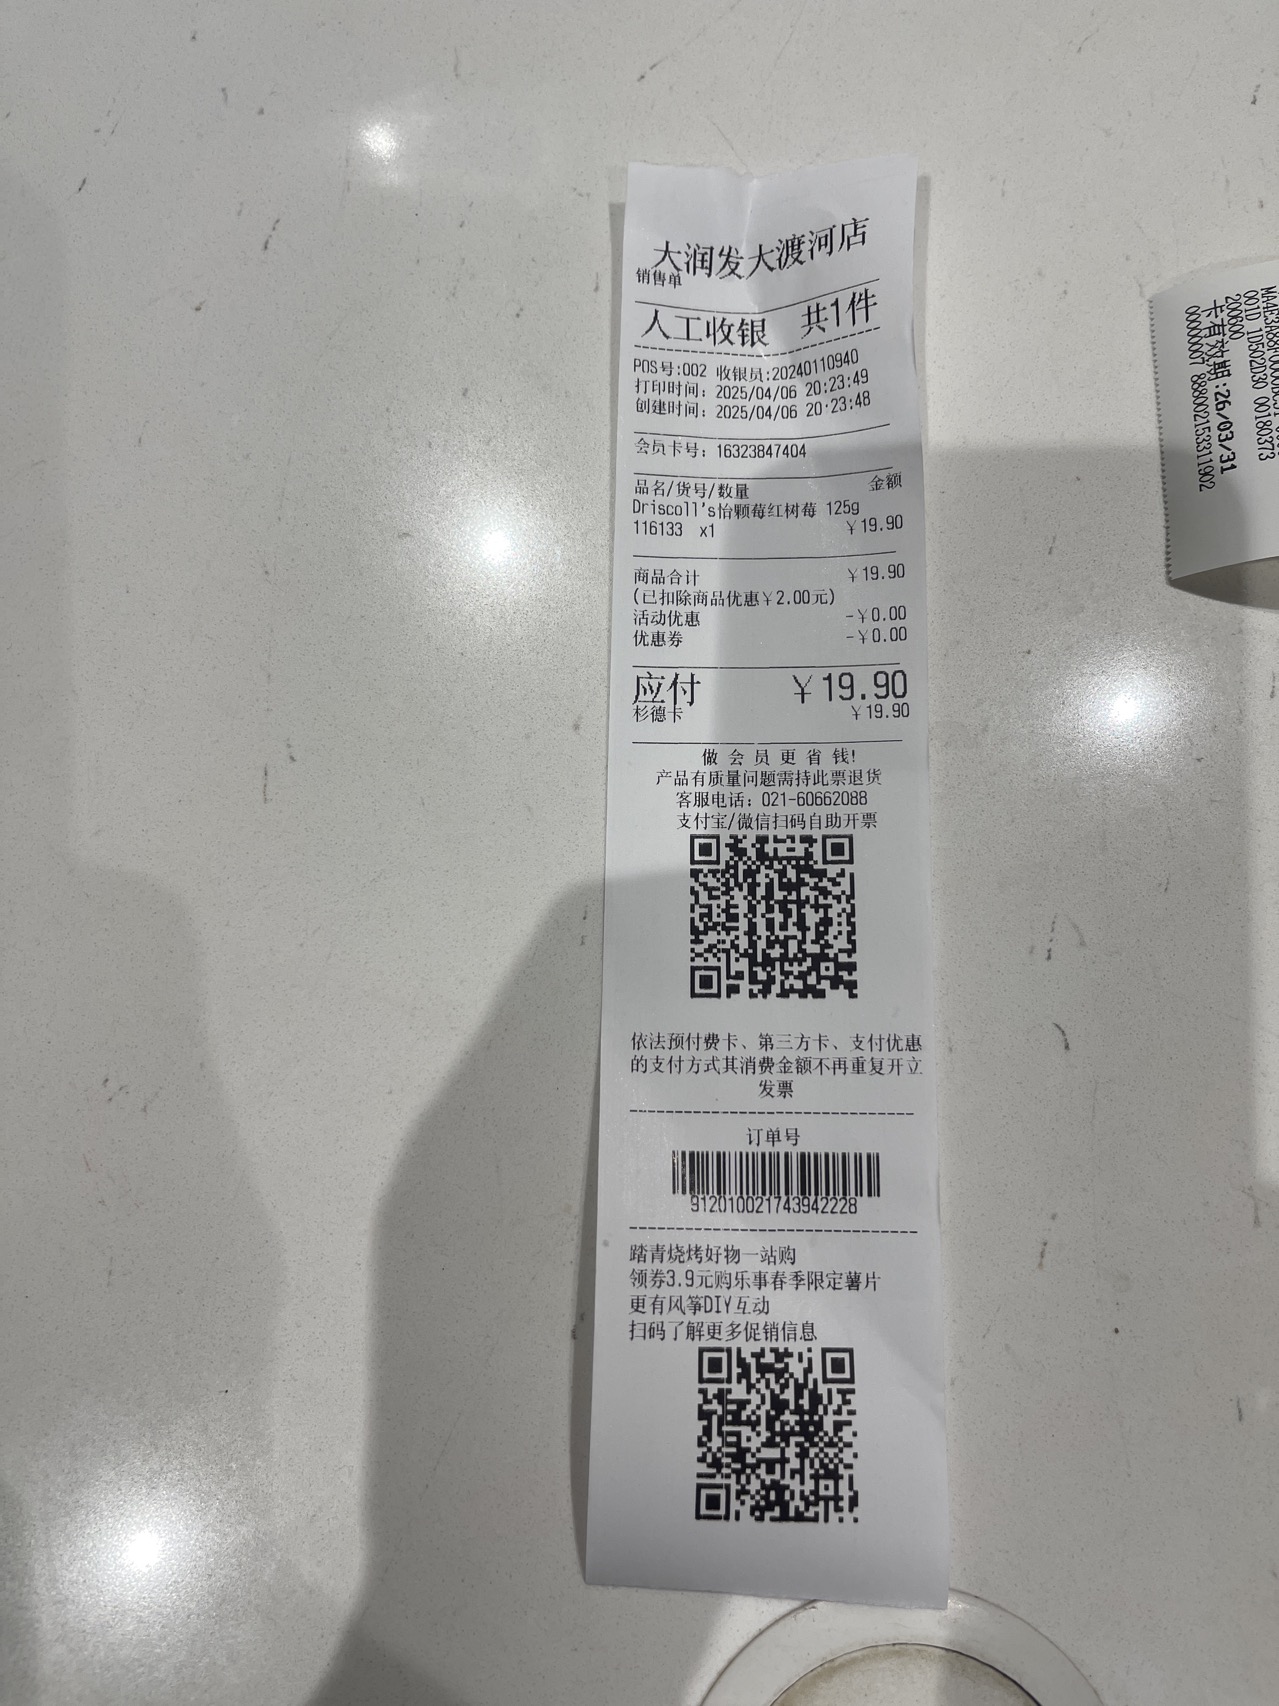 大润发大渡河店
销售单
人工收银 共1件
POS号:002 收银员:20240110940
打印时间: 2025/04/06 20:23:49
创建时间: 2025/04/06 20:23:48
会员卡号: 16323847404
品名/货号/数量 金额
Driscoll's怡颗莓红树莓 125g
116133 x1 ￥19.90
商品合计 ￥19.90
(已扣除商品优惠￥2.00元)
活动优惠 -￥0.00
优惠券 -￥0.00
应付 ￥19.90
杉德卡 ￥19.90
做 会 员 更 省 钱!
产品有质量问题需持此票退货
客服电话: 021-60662088
支付宝/微信扫码自助开票
依法预付费卡、第三方卡、支付优惠
的支付方式其消费金额不再重复开立
发票
订单号
912010021743942228
踏青烧烤好物一站购
领券3.9元购乐事春季限定薯片
更有风筝DIY互动
扫码了解更多促销信息
001D 1D502D30 00180373
200600
卡有效期:26/03/31
00000007 888002153311902